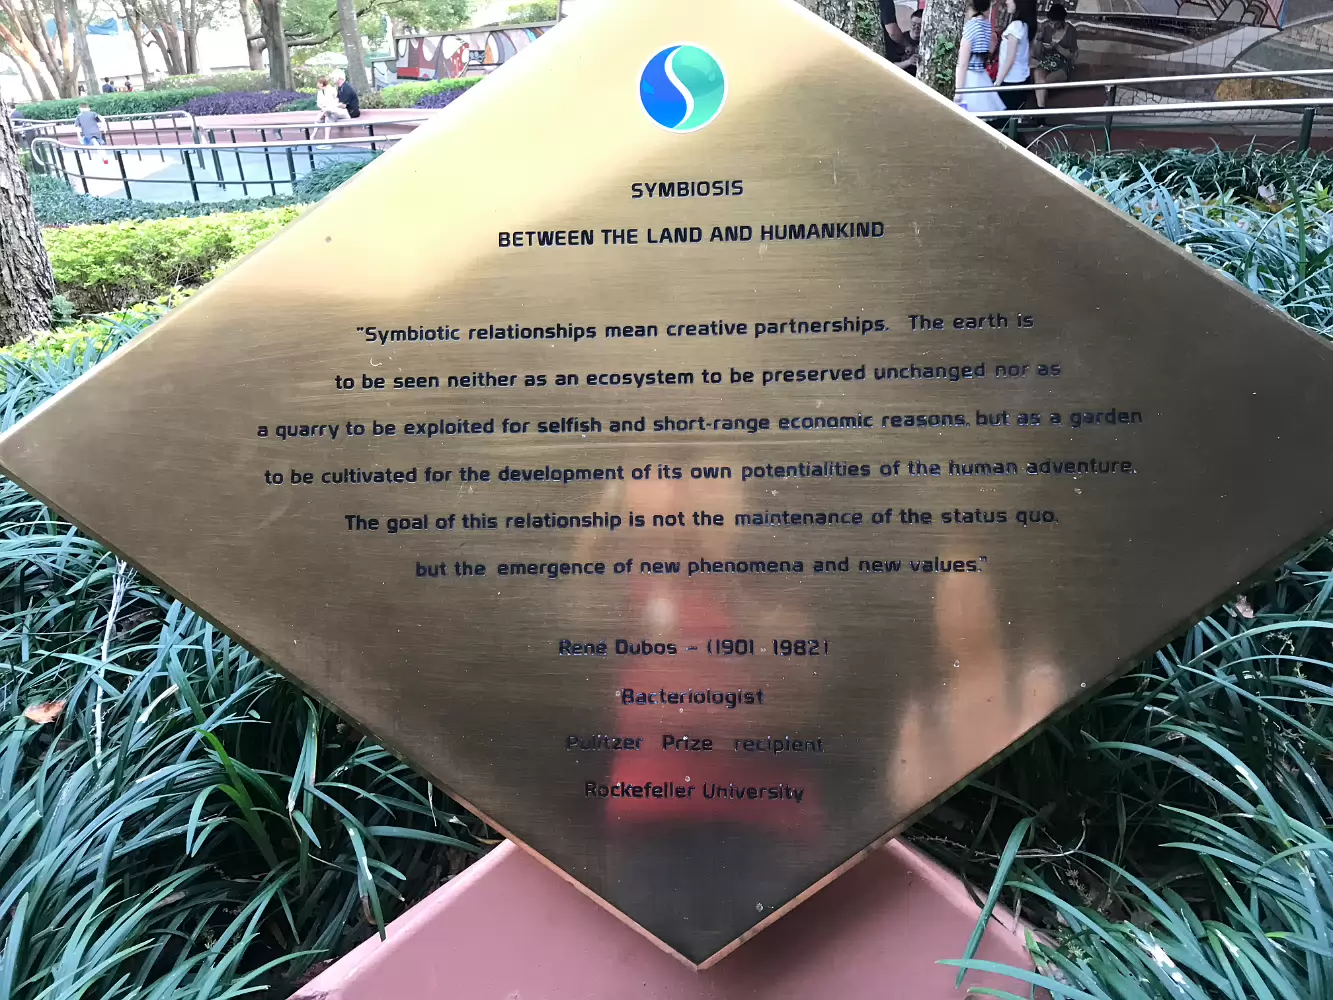 SYMBIOSIS
BETWEEN THE LAND AND HUMANKIND
"Symbiotic relationships mean creative partnerships. The earth is
to be seen neither as an ecosystem to be preserved unchanged nor as
a quarry to be exploited for selfish and short-range economic reasons, but as a garden
to be cultivated for the development of its own potentialities of the human adventure.
The goal of this relationship is not the maintenance of the status quo,
but the emergence of new phenomena and new values."
René Dubos - (1901 - 1982)
Bacteriologist
Pulitzer Prize recipient
Rockefeller University